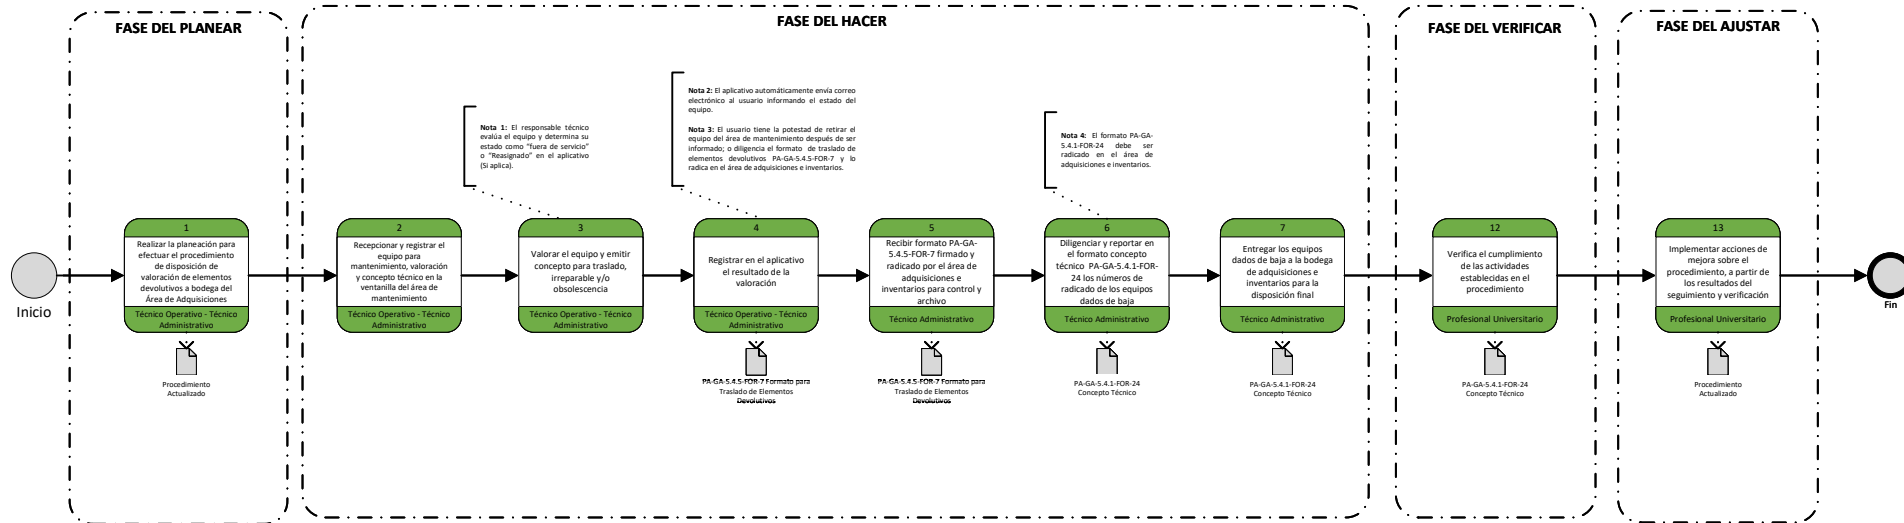 FASE DEL PLANEAR
FASE DEL HACER
FASE DEL VERIFICAR
FASE DEL AJUSTAR
Nota 1: El responsable técnico
evalúa el equipo y determina su
estado como "fuera de servicio"
o "Reasignado" en el aplicativo
(Si aplica).
Nota 2: El aplicativo automáticamente envía correo
electrónico al usuario informando el estado del
equipo.
Nota 3: El usuario tiene la potestad de retirar el
equipo del área de mantenimiento después de ser
informado; o diligencia el formato de traslado de
elementos devolutivos PA-GA-5.4.5-FOR-7 y lo
radica en el área de adquisiciones e inventarios.
Nota 4: El formato PA-GA-
5.4.1-FOR-24 debe ser
radicado en el área de
adquisiciones e inventarios.
Inicio
1
Realizar la planeación para
efectuar el procedimiento
de disposición de
valoración de elementos
devolutivos a bodega del
Área de Adquisiciones
Técnico Operativo - Técnico
Administrativo
Procedimiento
Actualizado
2
Recepcionar y registrar el
equipo para
mantenimiento, valoración
y concepto técnico en la
ventanilla del área de
mantenimiento
Técnico Operativo - Técnico
Administrativo
3
Valorar el equipo y emitir
concepto para traslado,
irreparable y/o
obsolescencia
Técnico Operativo - Técnico
Administrativo
4
Registrar en el aplicativo
el resultado de la
valoración
Técnico Operativo - Técnico
Administrativo
PA-GA-5.4.5-FOR-7 Formato para
Traslado de Elementos
Devolutivos
5
Recibir formato PA-GA-
5.4.5-FOR-7 firmado y
radicado por el área de
adquisiciones e
inventarios para control y
archivo
Técnico Administrativo
PA-GA-5.4.5-FOR-7 Formato para
Traslado de Elementos
Devolutivos
6
Diligenciar y reportar en
el formato concepto
técnico PA-GA-5.4.1-FOR-
24 los números de
radicado de los equipos
dados de baja
Técnico Administrativo
PA-GA-5.4.1-FOR-24
Concepto Técnico
7
Entregar los equipos
dados de baja a la bodega
de adquisiciones e
inventarios para la
disposición final
Técnico Administrativo
PA-GA-5.4.1-FOR-24
Concepto Técnico
12
Verifica el cumplimiento
de las actividades
establecidas en el
procedimiento
Profesional Universitario
PA-GA-5.4.1-FOR-24
Concepto Técnico
13
Implementar acciones de
mejora sobre el
procedimiento, a partir de
los resultados del
seguimiento y verificación
Profesional Universitario
Procedimiento
Actualizado
Fin